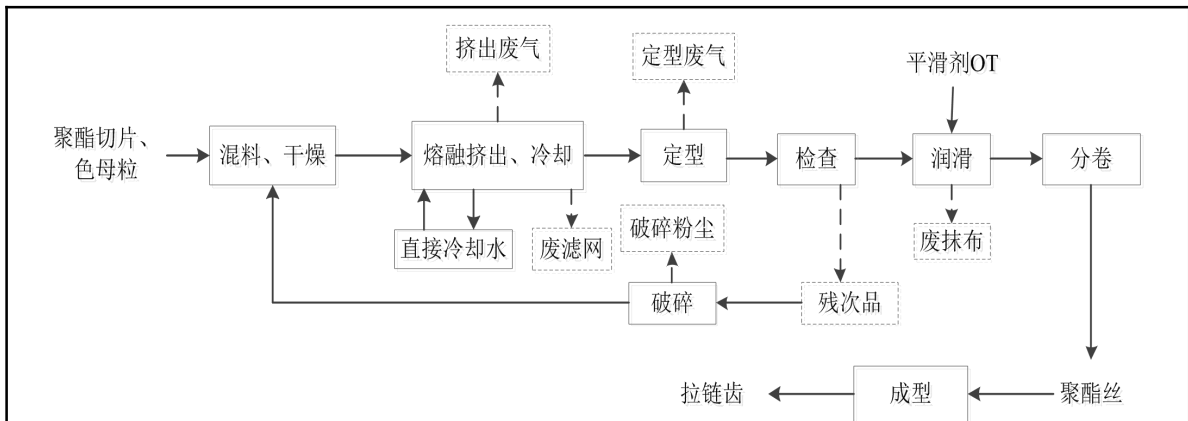 挤出废气
定型废气
平滑剂OT
聚酯切片、
色母粒
混料、干燥
熔融挤出、冷却
定型
检查
润滑
分卷
直接冷却水
废滤网
破碎粉尘
废抹布
破碎
残次品
拉链齿
成型
聚酯丝